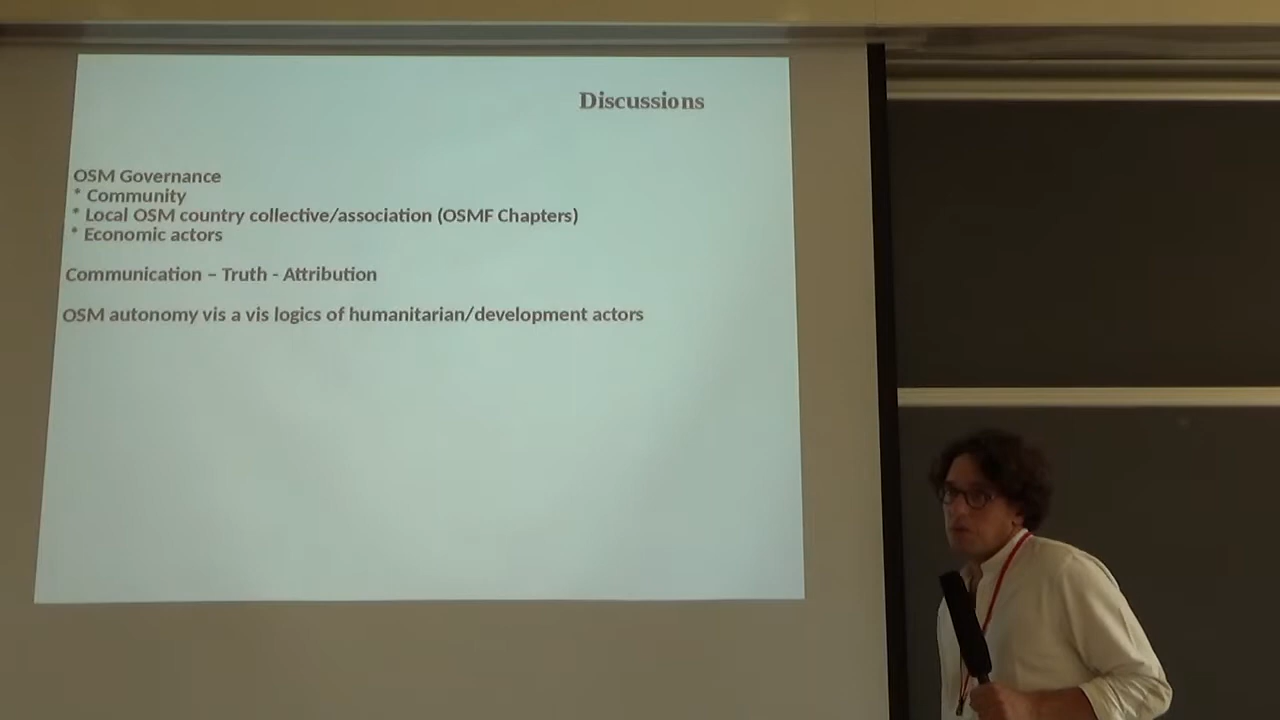 Discussions
OSM Governance
* Community
* Local OSM country collective/association (OSMF Chapters)
* Economic actors
Communication – Truth - Attribution
OSM autonomy vis a vis logics of humanitarian/development actors